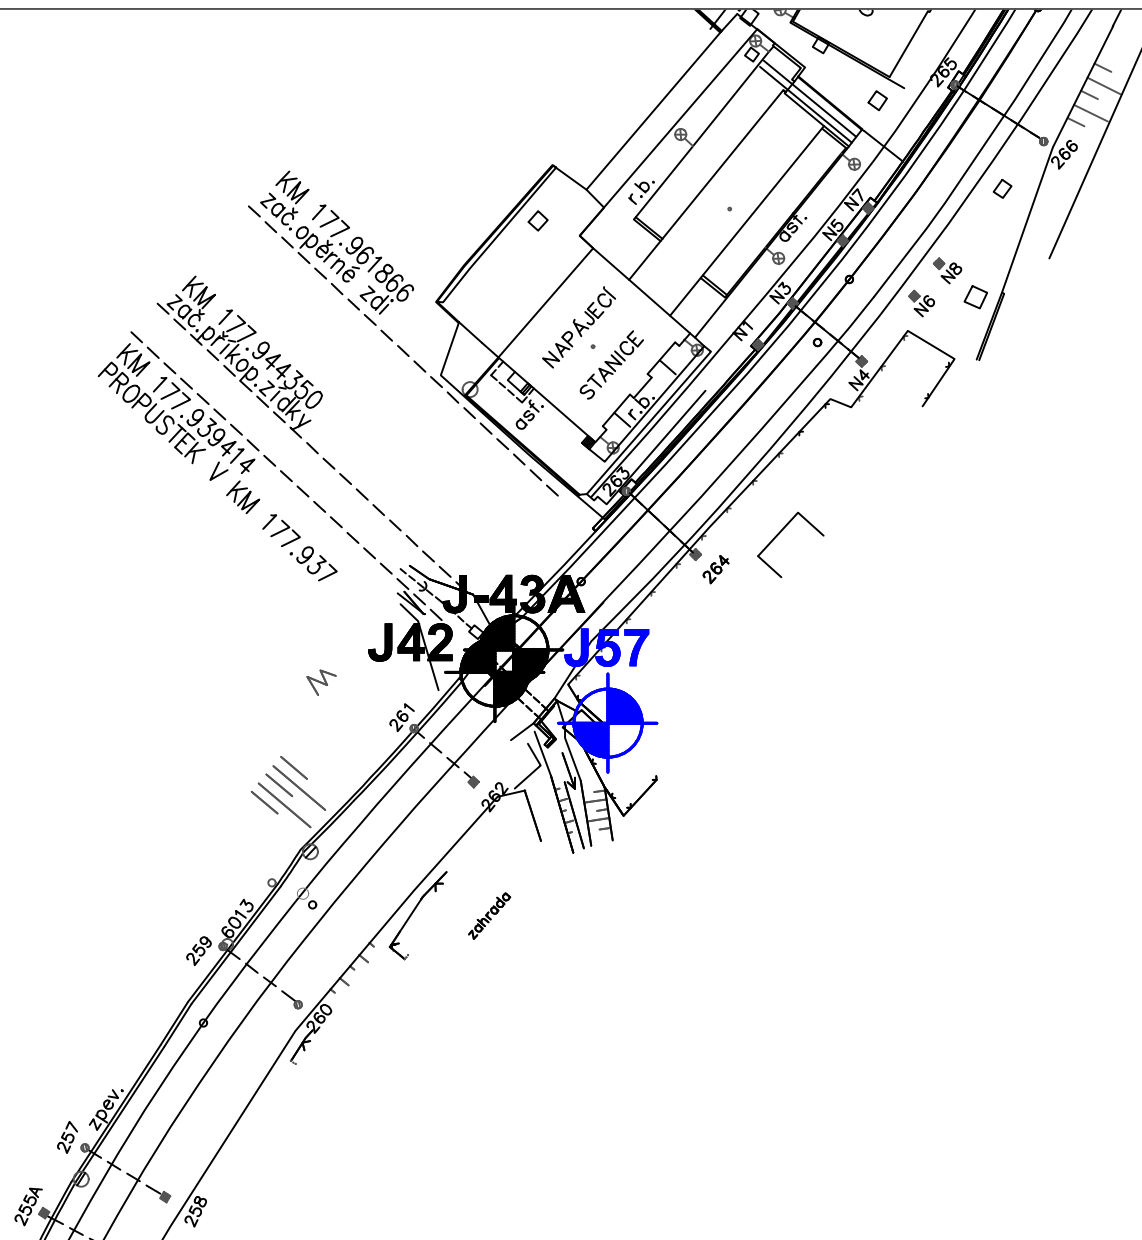 265
266
KM 177.961866
zač.opěrné zdi
r.b.
N7
N5
asf.
N8
N6
N3
N1
N4
KM 177.944350
zač.příkop.zídky
KM 177.939414
PROPUSTEK V KM 177.937
NAPÁJECÍ
STANICE
r.b.
asf.
263
264
J-43A
J42
J57
261
262
6013
259
zahrada
260
zpev.
257
258
255A